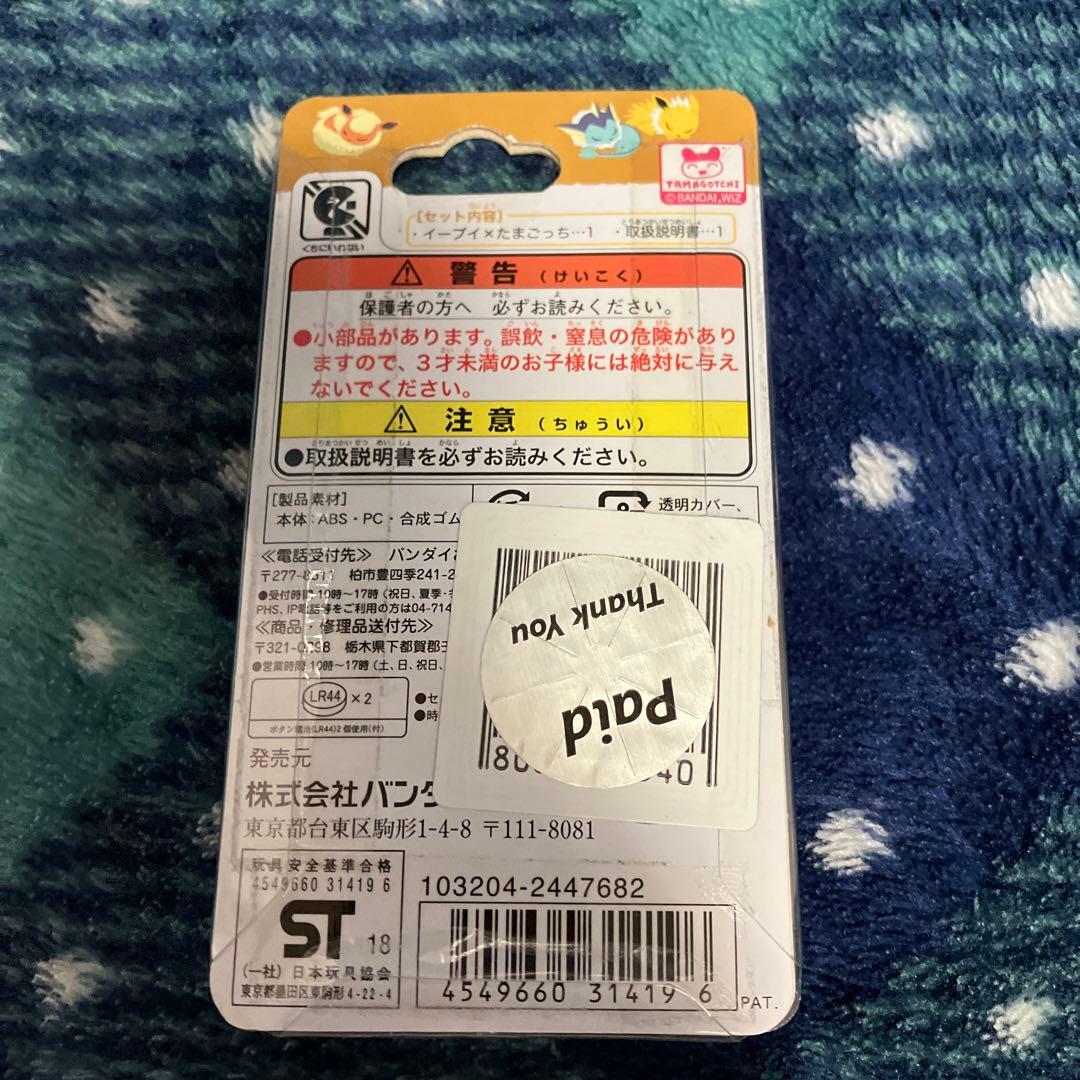 TAMAGOTCHI
©BANDAI,WiZ
くちにいれない
[セット内容]
・イーブイ×たまごっち…1 ・取扱説明書…1
警告(けいこく)
保護者の方へ 必ずお読みください。
●小部品があります。誤飲・窒息の危険があり
ますので、3才未満のお子様には絶対に与え
ないでください。
注意(ちゅうい)
●取扱説明書を必ずお読みください。
[製品素材]
本体:ABS・PC・合成ゴム
透明カバー、
≪電話受付先≫ バンダイ
〒277-8511 柏市豊四季241-2
●受付時間 10時～17時(祝日、夏季・
PHS、IP電話等をご利用の方は04-714
≪商品・修理品送付先≫
〒321-0298 栃木県下都賀郡
●営業時間 10時～17時(土、日、祝日、
LR44 ×2
ボタン電池(LR44)2個使用(付)
●セ
●時
Thank You
Paid
80
40
発売元
株式会社バンダ
東京都台東区駒形1-4-8 〒111-8081
玩具安全基準合格
4549660 31419 6
ST 18
(一社)日本玩具協会
東京都墨田区東駒形4-22-4
103204-2447682
4549660 31419 6
PAT.